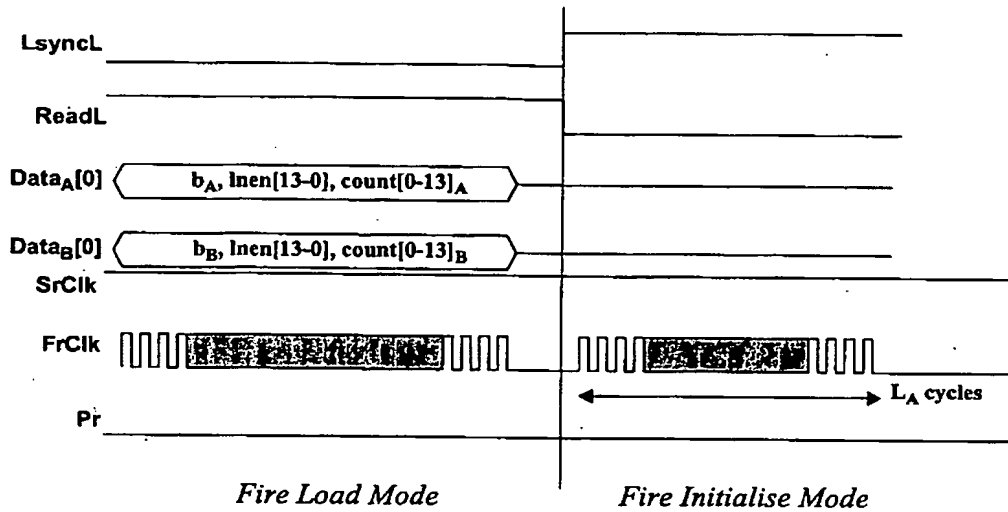 LsyncL
ReadL
DataA[0]
bA, lnen[13-0], count[0-13]A
DataB[0]
bB, lnen[13-0], count[0-13]B
SrClk
FrClk
LA cycles
Pr
Fire Load Mode
Fire Initialise Mode